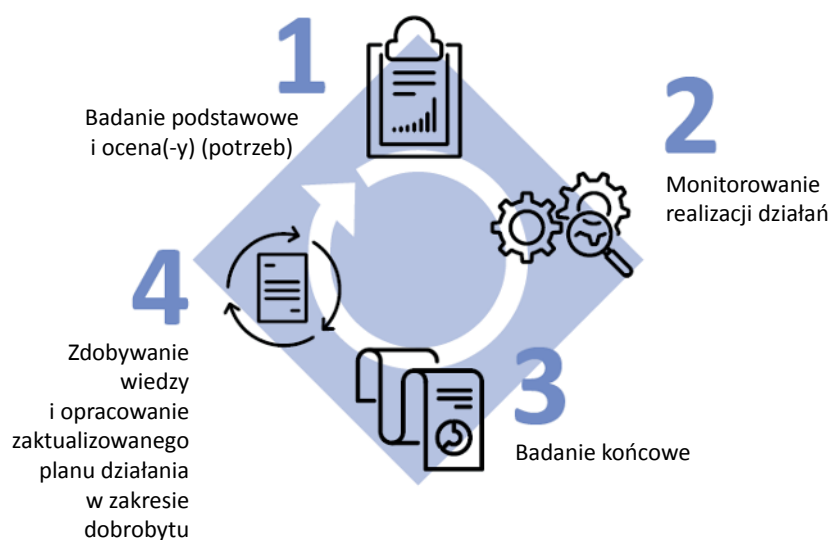 1
Badanie podstawowe
i ocena(-y) (potrzeb)
2
Monitorowanie
realizacji działań
3
Badanie końcowe
4
Zdobywanie
wiedzy
i opracowanie
zaktualizowanego
planu działania
w zakresie
dobrobytu